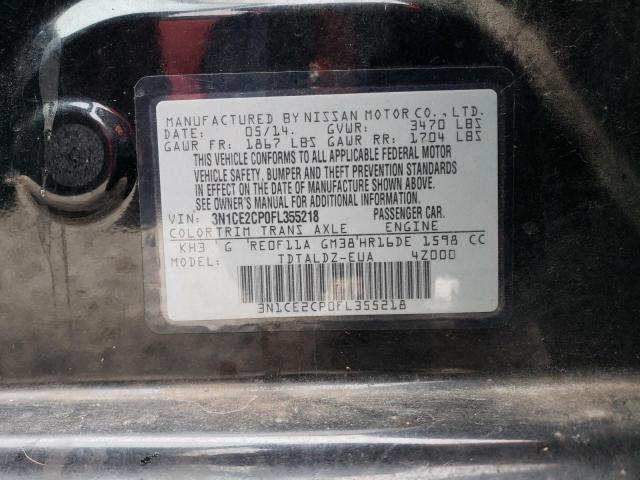 MANUFACTURED BY NISSAN MOTOR CO., LTD.
DATE: 05/14. GVWR: 3470 LBS
GAWR FR: 1867 LBS GAWR RR: 1704 LBS
THIS VEHICLE CONFORMS TO ALL APPLICABLE FEDERAL MOTOR
VEHICLE SAFETY, BUMPER AND THEFT PREVENTION STANDARDS
IN EFFECT ON THE DATE OF MANUFACTURE SHOWN ABOVE.
SEE OWNER'S MANUAL FOR ADDITIONAL INFORMATION.
VIN: 3N1CE2CP0FL355218 PASSENGER CAR.
COLOR TRIM TRANS AXLE ENGINE
KH3 G RE0F11A GM38 HR16DE 1598 CC
MODEL: TDTALDZ-EUA 4Z000
3N1CE2CP0FL355218